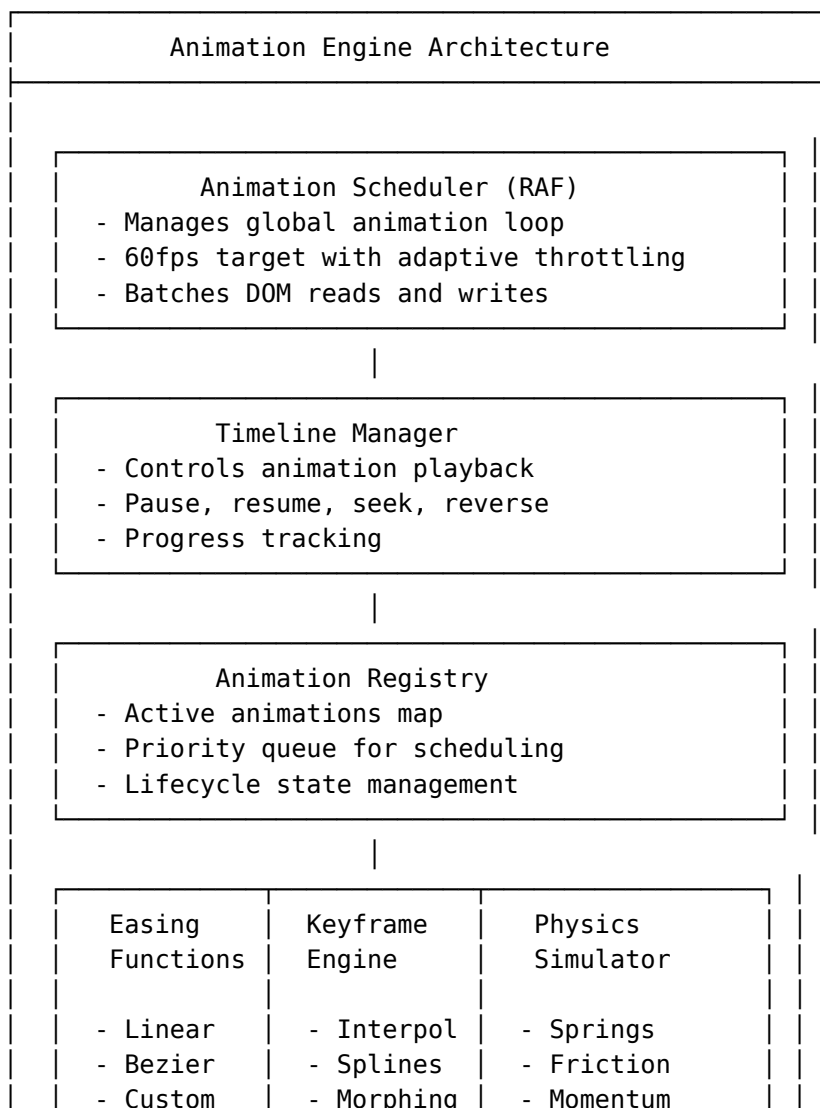 Animation Engine Architecture
Animation Scheduler (RAF)
- Manages global animation loop
- 60fps target with adaptive throttling
- Batches DOM reads and writes
Timeline Manager
- Controls animation playback
- Pause, resume, seek, reverse
- Progress tracking
Animation Registry
- Active animations map
- Priority queue for scheduling
- Lifecycle state management
Easing Keyframe Physics
Functions Engine Simulator
- Linear - Interpol - Springs
- Bezier - Splines - Friction
- Custom - Morphing - Momentum